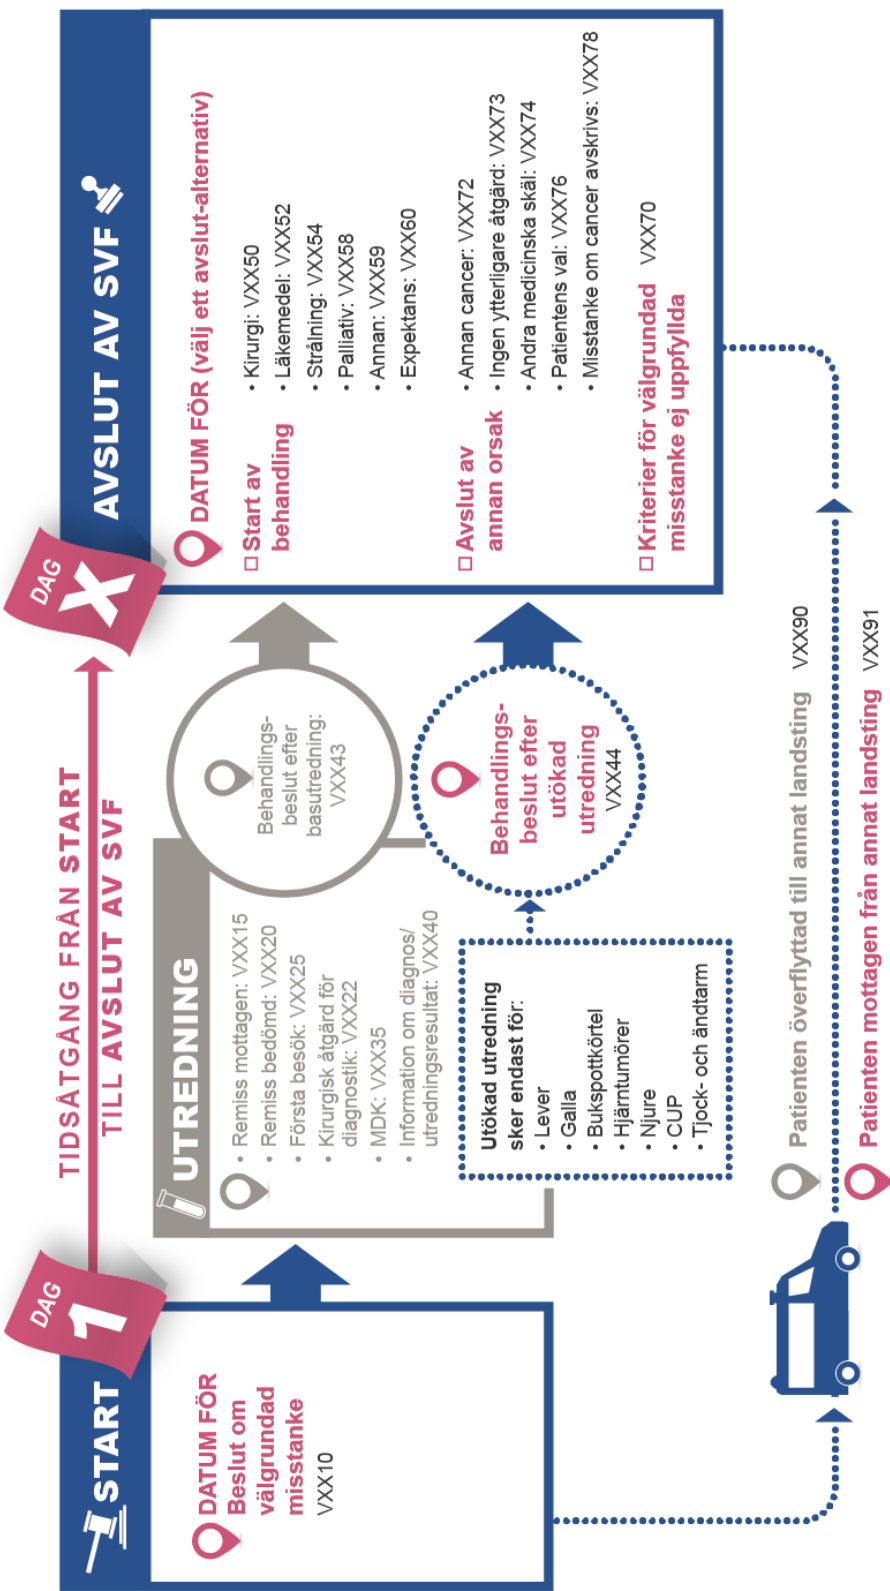 TIDSÅTGÅNG FRÅN START
TILL AVSLUT AV SVF
DAG
1
START
DATUM FÖR
Beslut om
välgrundad
misstanke
VXX10
UTREDNING
• Remiss mottagen: VXX15
• Remiss bedömd: VXX20
• Första besök: VXX25
• Kirurgisk åtgärd för
diagnostik: VXX22
• MDK: VXX35
• Information om diagnos/
utredningsresultat: VXX40
Utökad utredning
sker endast för:
• Lever
• Galla
• Bukspottkörtel
• Hjärntumörer
• Njure
• CUP
• Tjock- och ändtarm
Behandlings-
beslut efter
basutredning:
VXX43
Behandlings-
beslut efter
utökad
utredning
VXX44
DAG
X
AVSLUT AV SVF
DATUM FÖR (välj ett avslut-alternativ)
□ Start av
behandling
• Kirurgi: VXX50
• Läkemedel: VXX52
• Strålning: VXX54
• Palliativ: VXX58
• Annan: VXX59
• Expektans: VXX60
□ Avslut av
annan orsak
• Annan cancer: VXX72
• Ingen ytterligare åtgärd: VXX73
• Andra medicinska skäl: VXX74
• Patientens val: VXX76
• Misstanke om cancer avskrivs: VXX78
□ Kriterier för välgrundad VXX70
misstanke ej uppfyllda
Patienten överflyttad till annat landsting VXX90
Patienten mottagen från annat landsting VXX91